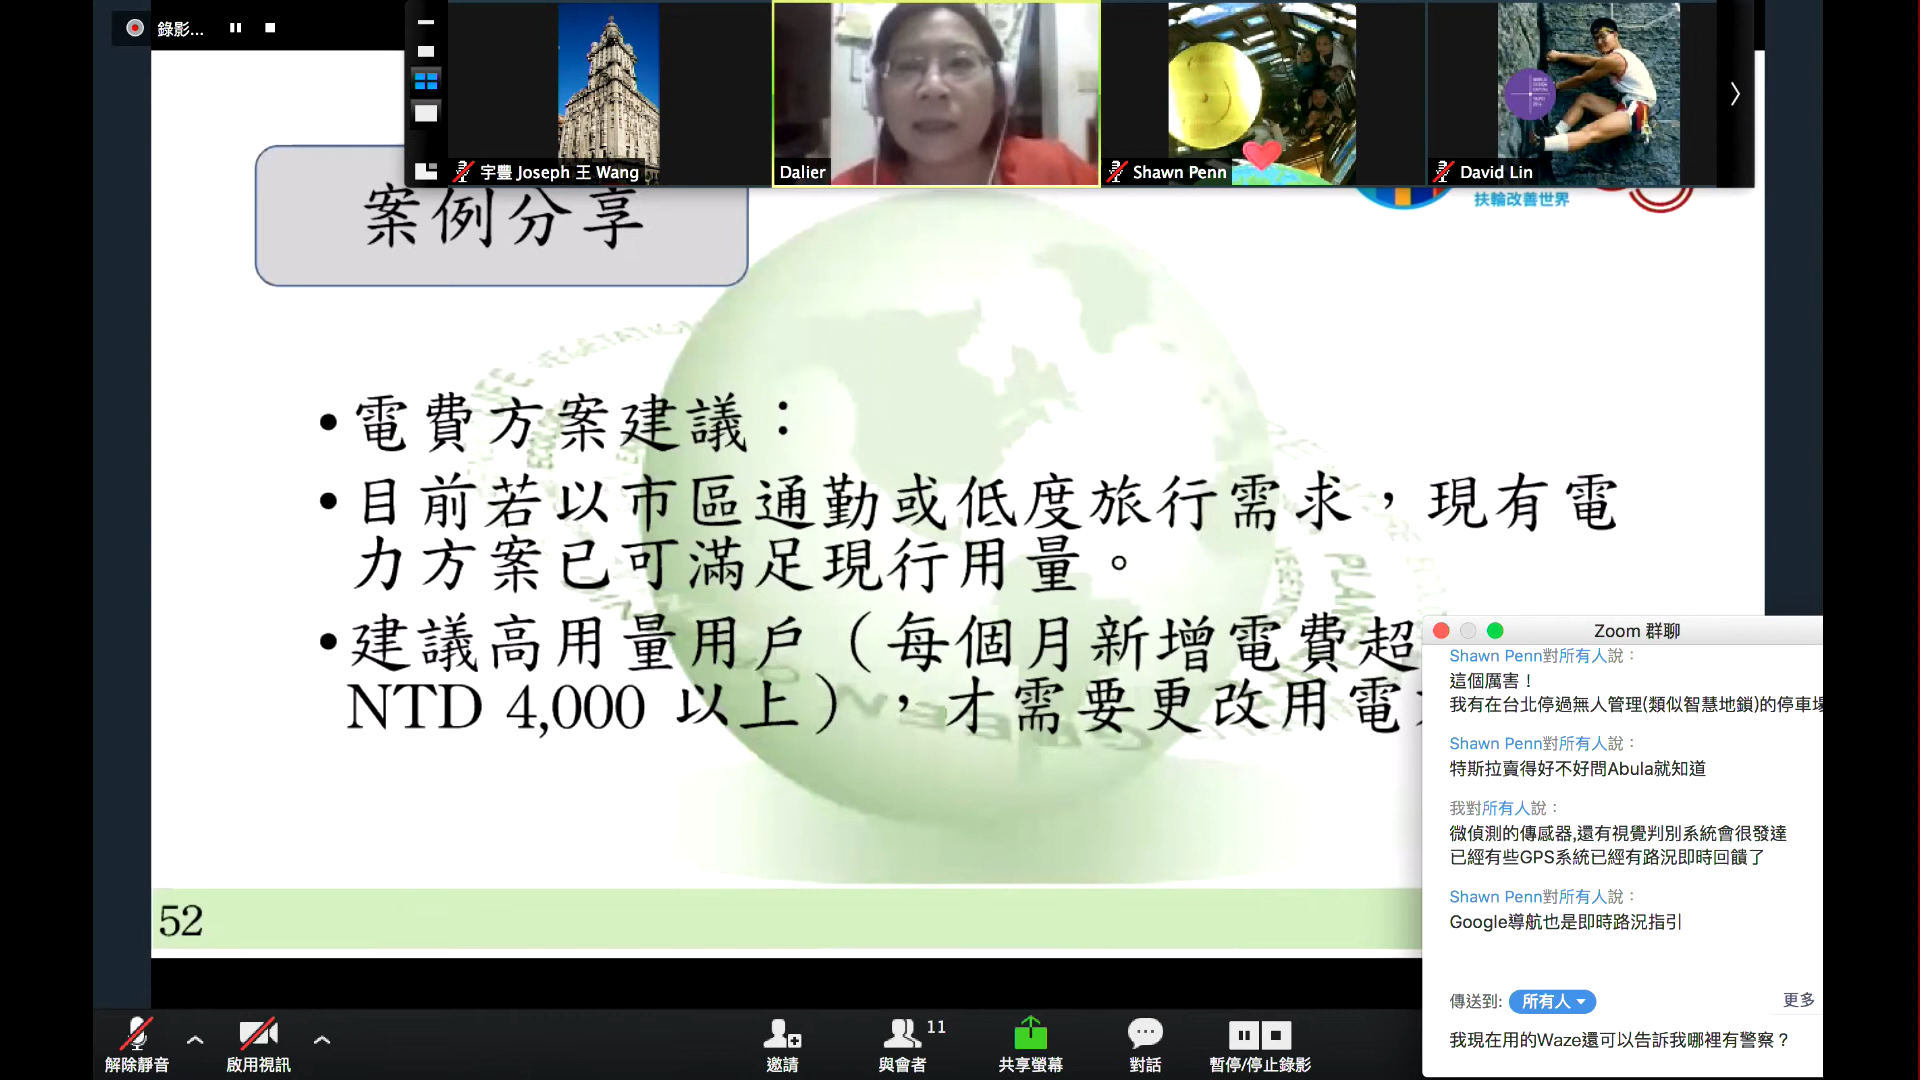 錄影...
宇豐 Joseph 王 Wang
Dalier
Shawn Penn
David Lin
扶輪改善世界
案例分享
•電費方案建議：
•目前若以市區通勤或低度旅行需求，現有電
力方案已可滿足現行用量。
•建議高用量用戶（每個月新增電費超
NTD 4,000 以上），才需要更改用電
52
Zoom 群聊
Shawn Penn對所有人說：
這個厲害！
我有在台北停過無人管理(類似智慧地鎖)的停車場
Shawn Penn對所有人說：
特斯拉賣得好不好問Abula就知道
我對所有人說：
微偵測的傳感器,還有視覺判別系統會很發達
已經有些GPS系統已經有路況即時回饋了
Shawn Penn對所有人說：
Google導航也是即時路況指引
傳送到: 所有人
更多
我現在用的Waze還可以告訴我哪裡有警察？
解除靜音
啟用視訊
邀請
與會者
11
共享螢幕
對話
暫停/停止錄影